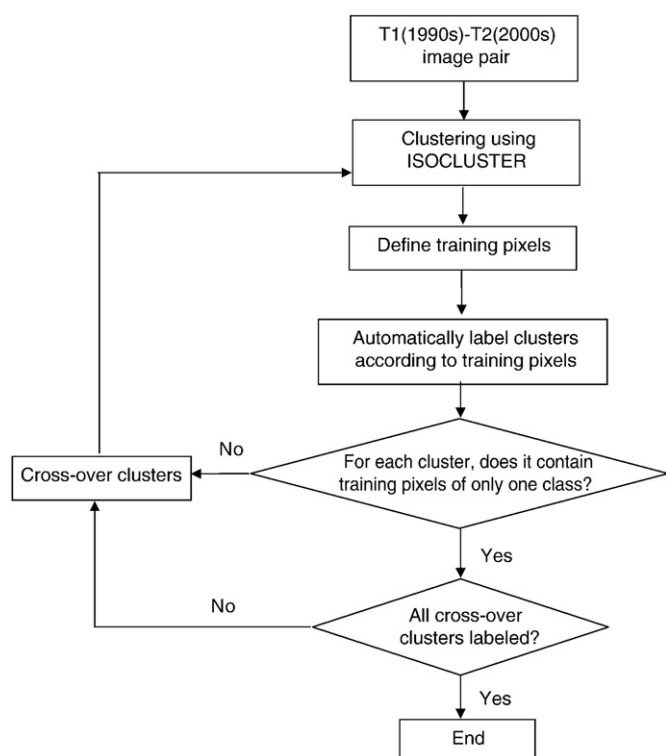 T1(1990s)-T2(2000s)
image pair
Clustering using
ISOCLUSTER
Define training pixels
Automatically label clusters
according to training pixels
No
For each cluster, does it contain
training pixels of only one class?
Cross-over clusters
Yes
No
All cross-over
clusters labeled?
Yes
End